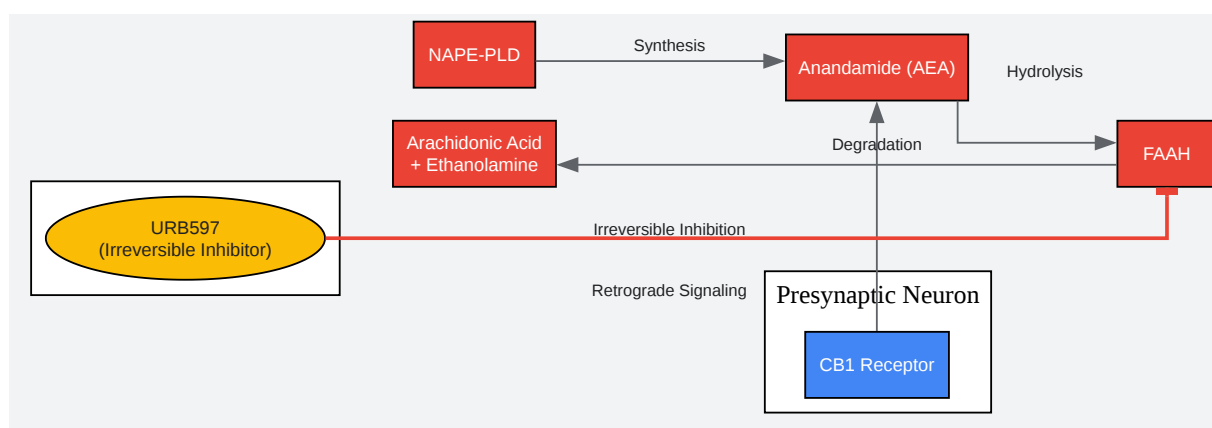 NAPE-PLD
Synthesis
Anandamide (AEA)
Hydrolysis
Arachidonic Acid
+ Ethanolamine
Degradation
FAAH
URB597
(Irreversible Inhibitor)
Irreversible Inhibition
Retrograde Signaling
Presynaptic Neuron
CB1 Receptor